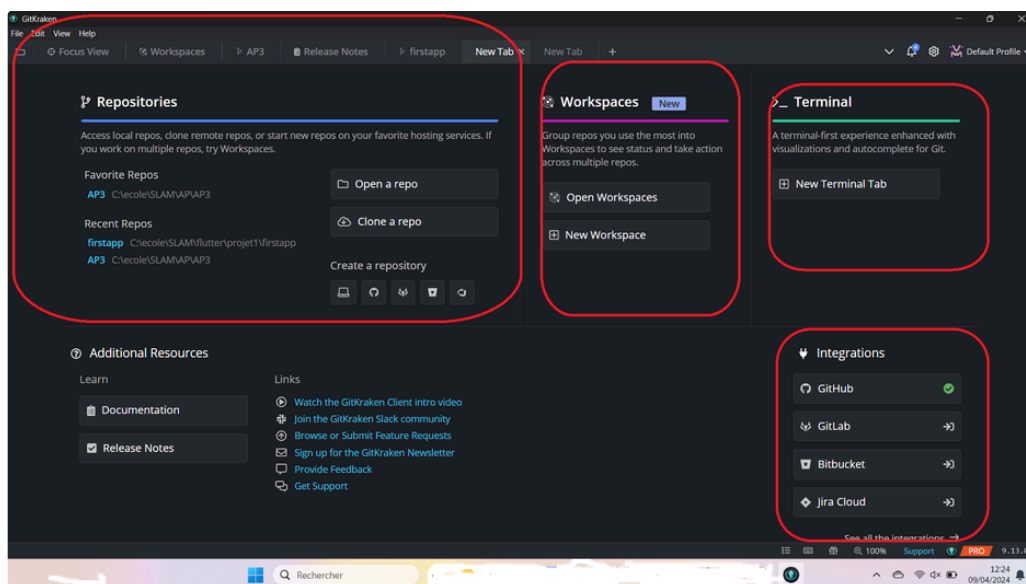 GitKraken
File Edit View Help
Focus View Workspaces AP3 Release Notes firstapp New Tab New Tab Default Profile
Repositories
Access local repos, clone remote repos, or start new repos on your favorite hosting services. If
you work on multiple repos, try Workspaces.
Favorite Repos
AP3 C:\ecole\SLAM\AP\AP3
Recent Repos
firstapp C:\ecole\SLAM\flutter\projet1\firstapp
AP3 C:\ecole\SLAM\AP\AP3
Open a repo
Clone a repo
Create a repository
Workspaces New
Group repos you use the most into
Workspaces to see status and take action
across multiple repos.
Open Workspaces
New Workspace
Terminal
A terminal-first experience enhanced with
visualizations and autocomplete for Git.
New Terminal Tab
Additional Resources
Learn
Documentation
Release Notes
Links
Watch the GitKraken Client intro video
Join the GitKraken Slack community
Browse or Submit Feature Requests
Sign up for the GitKraken Newsletter
Provide Feedback
Get Support
Integrations
GitHub
GitLab
Bitbucket
Jira Cloud
See all the integrations
100% Support PRO 9.13.
Rechercher
12:24
09/04/2024